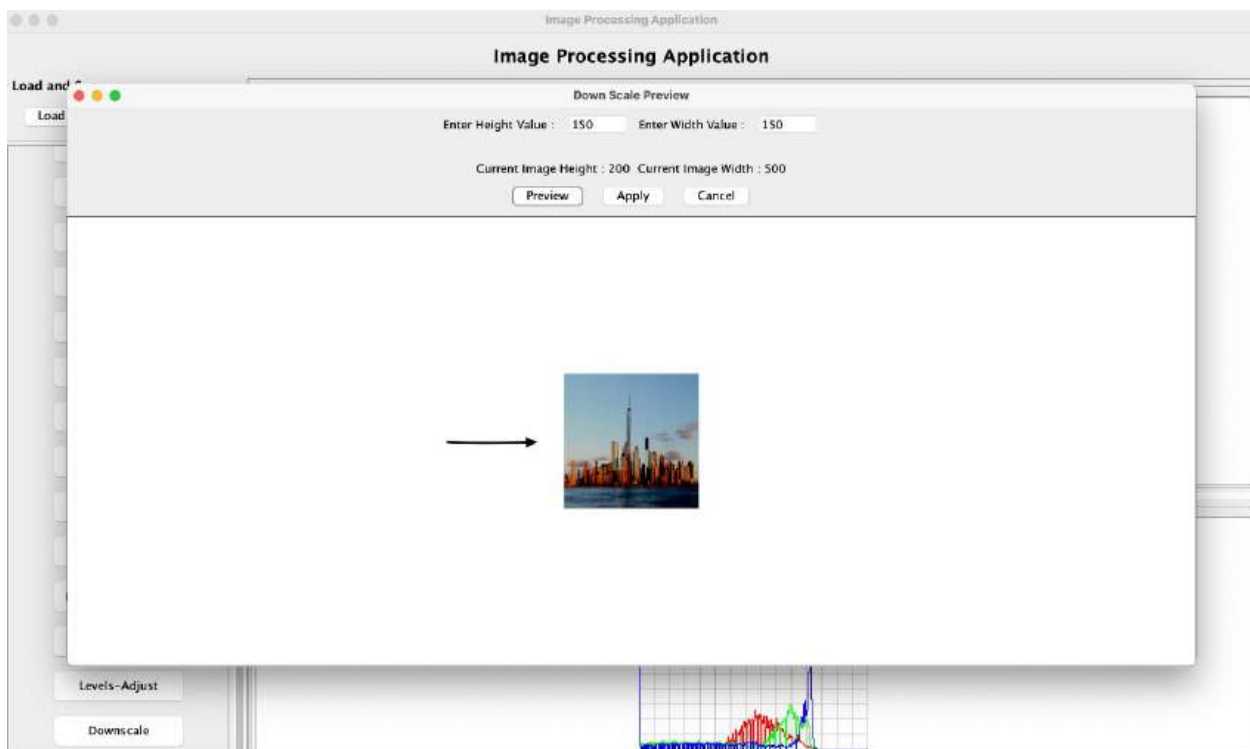 Image Processing Application
Image Processing Application
Load and
Down Scale Preview
Load
Enter Height Value : 150 Enter Width Value : 150
Current Image Height : 200 Current Image Width : 500
Preview Apply Cancel
Levels-Adjust
Downscale